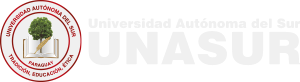 UNIVERSIDAD AUTÓNOMA DEL SUR
PARAGUAY
TRADICIÓN, EDUCACIÓN, ÉTICA
Universidad Autónoma del Sur
UNASUR